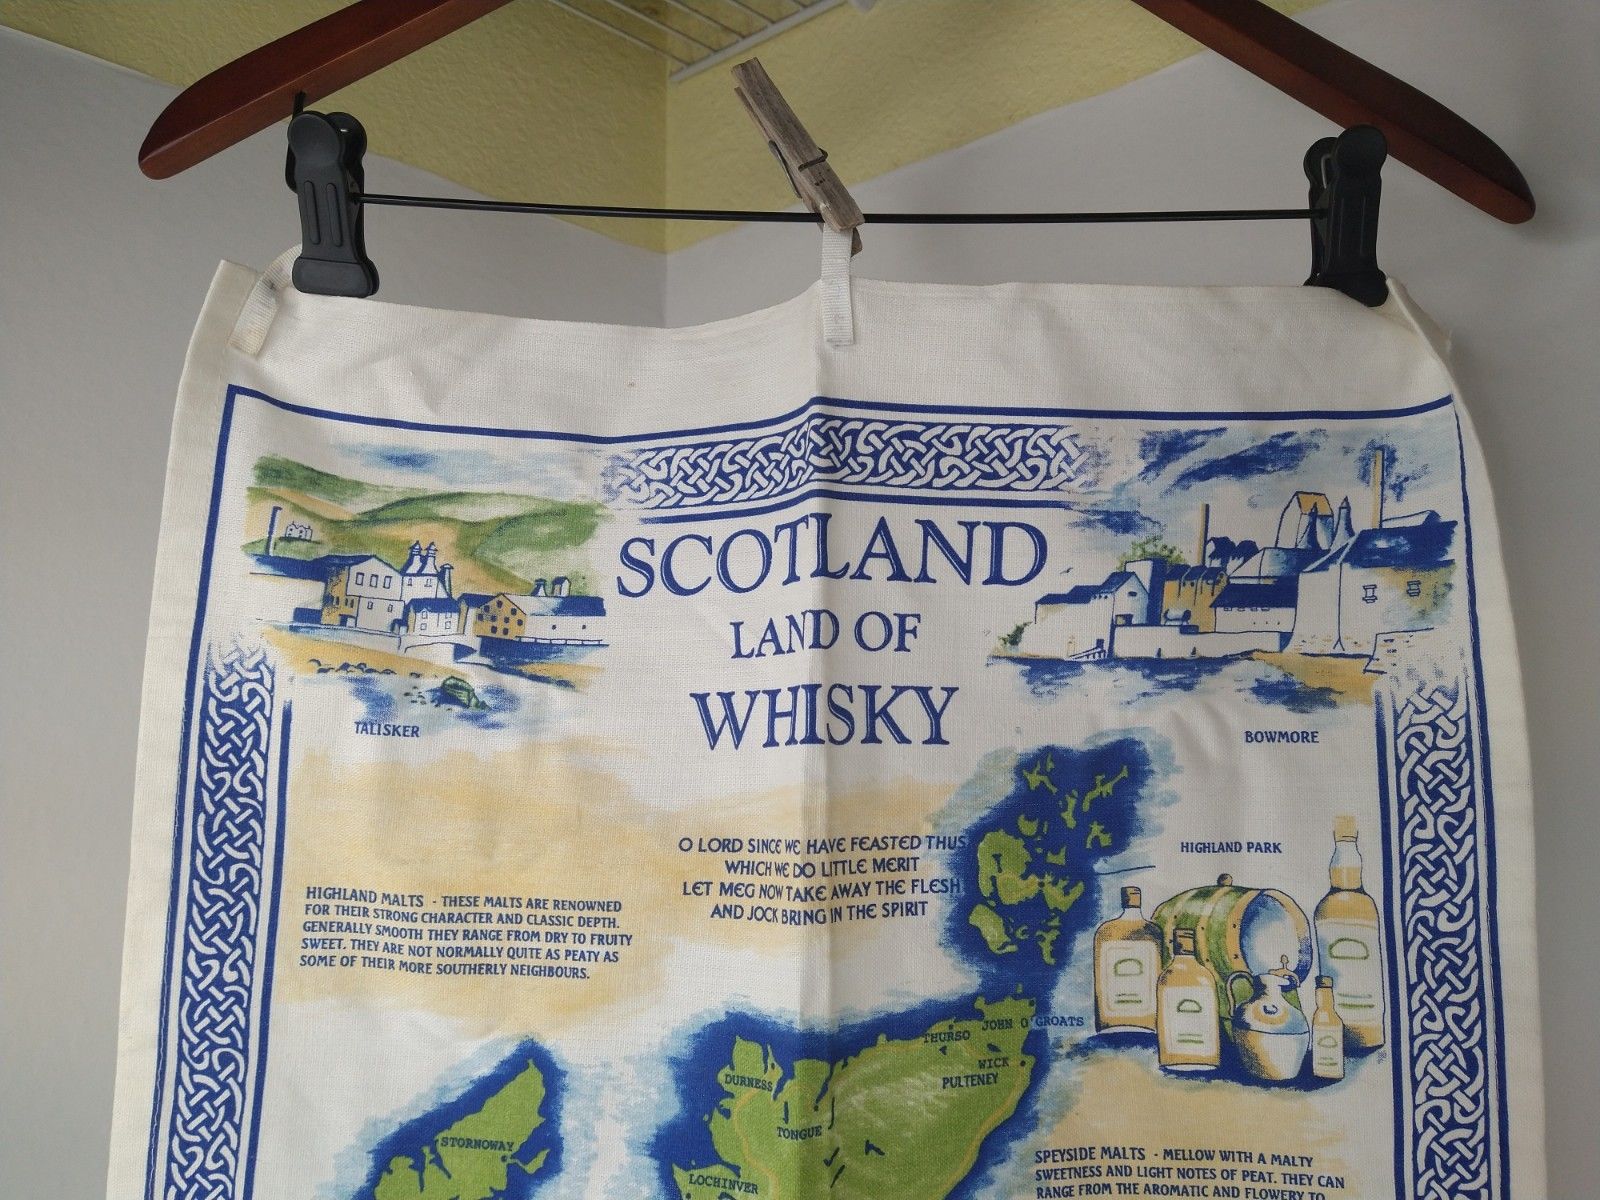 SCOTLAND
LAND OF
WHISKY
TALISKER
BOWMORE
O LORD SINCE WE HAVE FEASTED THUS
WHICH WE DO LITTLE MERIT
LET MEG NOW TAKE AWAY THE FLESH
AND JOCK BRING IN THE SPIRIT
HIGHLAND PARK
HIGHLAND MALTS - THESE MALTS ARE RENOWNED
FOR THEIR STRONG CHARACTER AND CLASSIC DEPTH.
GENERALLY SMOOTH THEY RANGE FROM DRY TO FRUITY
SWEET. THEY ARE NOT NORMALLY QUITE AS PEATY AS
SOME OF THEIR MORE SOUTHERLY NEIGHBOURS.
JOHN O'GROATS
THURSO
WICK
PULTENEY
DURNESS
TONGUE
STORNOWAY
LOCHINVER
SPEYSIDE MALTS - MELLOW WITH A MALTY
SWEETNESS AND LIGHT NOTES OF PEAT. THEY CAN
RANGE FROM THE AROMATIC AND FLOWERY TO